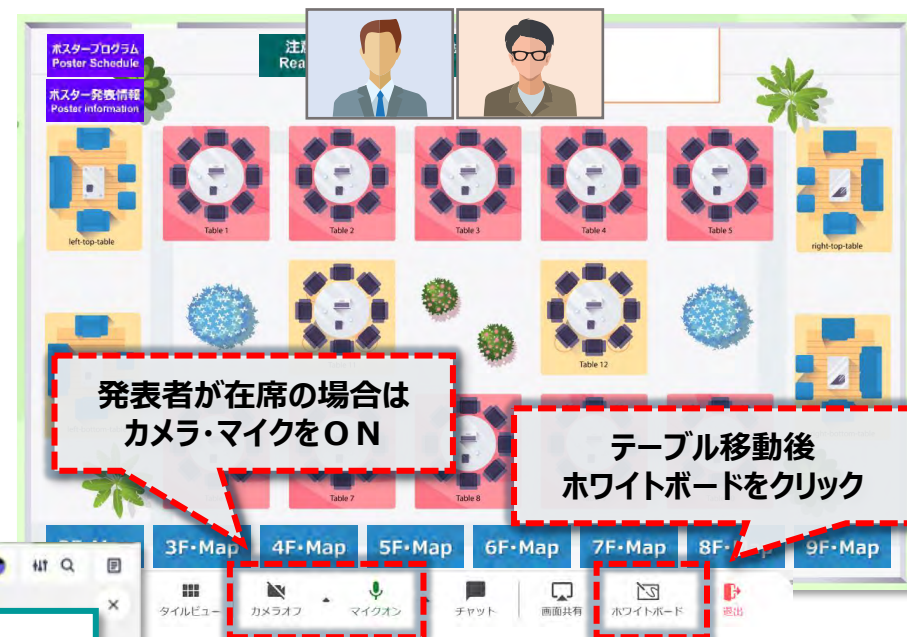 ポスタープログラム
Poster Schedule
ポスター発表情報
Poster information
注
Rea
left-top-table
Table 1
Table 2
Table 3
Table 4
Table 5
right-top-table
Table 12
発表者が在席の場合は
カメラ・マイクをON
テーブル移動後
ホワイトボードをクリック
Table 7
Table 8
3F・Map
4F・Map
5F・Map
6F・Map
7F・Map
8F
9F・Map
タイルビュー
カメラオフ
マイクオン
チャット
画面共有
ホワイトボード
退出